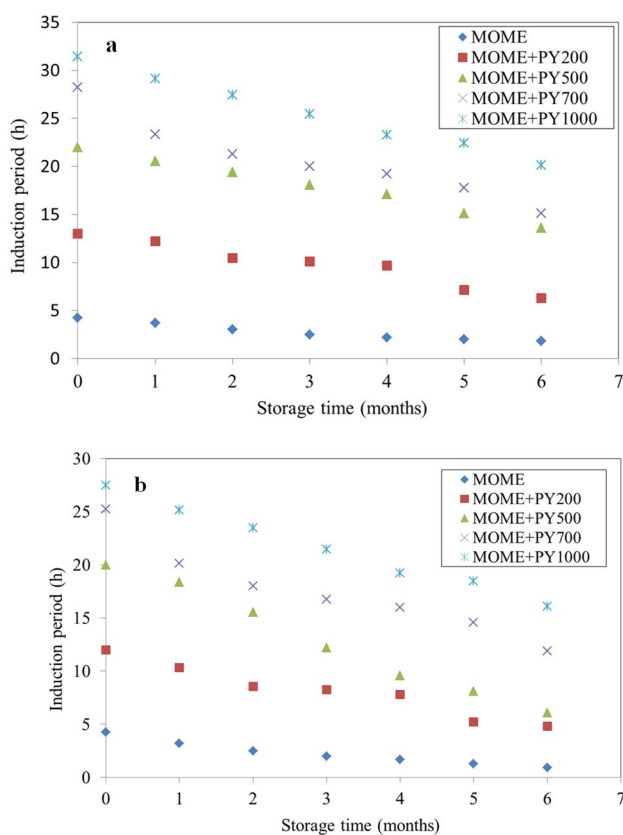 35
a
MOME
30
MOME+PY200
MOME+PY500
25
MOME+PY700
MOME+PY1000
20
15
10
5
0
Induction period (h)
0 1 2 3 4 5 6 7
Storage time (months)
30
b
MOME
25
MOME+PY200
MOME+PY500
20
MOME+PY700
MOME+PY1000
15
10
5
0
Induction period (h)
0 1 2 3 4 5 6 7
Storage time (months)